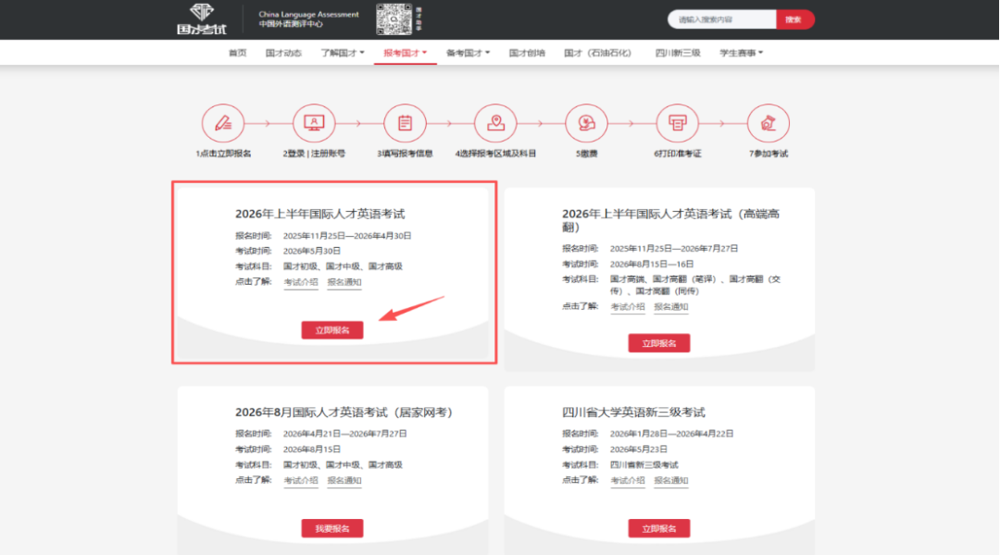 国才考试
China Language Assessment
中国外语测评中心
请输入搜索内容
搜索
首页 国才动态 了解国才 报考国才 备考国才 国才创培 国才（石油石化） 四川新三级 学生赛事
1点击立即报名 2登录 | 注册账号 3填写报考信息 4选择报考区域及科目 5缴费 6打印准考证 7参加考试
2026年上半年国际人才英语考试
报名时间: 2025年11月25日—2026年4月30日
考试时间: 2026年5月30日
考试科目: 国才初级、国才中级、国才高级
点击了解: 考试介绍 报名通知
立即报名
2026年上半年国际人才英语考试（高端高
翻）
报名时间: 2025年11月25日—2026年7月27日
考试时间: 2026年8月15日—16日
考试科目: 国才高端、国才高翻（笔译）、国才高翻（交
传）、国才高翻（同传）
点击了解: 考试介绍 报名通知
立即报名
2026年8月国际人才英语考试（居家网考）
报名时间: 2026年4月21日—2026年7月27日
考试时间: 2026年8月15日
考试科目: 国才初级、国才中级、国才高级
点击了解: 考试介绍 报名通知
我要报名
四川省大学英语新三级考试
报名时间: 2026年1月28日—2026年4月22日
考试时间: 2026年5月23日
考试科目: 四川省新三级考试
点击了解: 考试介绍 报名通知
立即报名